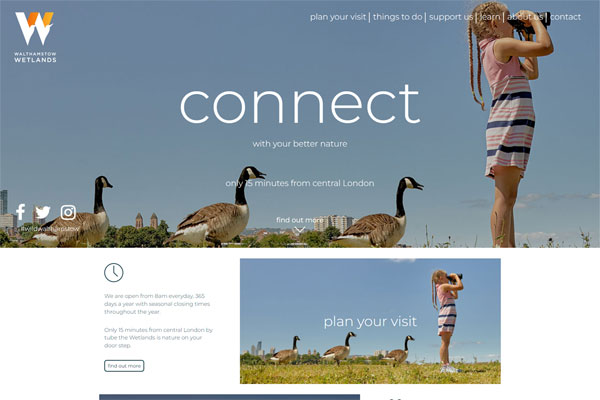 plan your visit | things to do | support us | learn | about us | contact
WALTHAMSTOW
WETLANDS
connect
with your better nature
only 15 minutes from central London
find out more
We are open from 8am everyday, 365
days a year with seasonal closing times
throughout the year.
Only 15 minutes from central London by
tube the Wetlands is nature on your
door step.
find out more
plan your visit